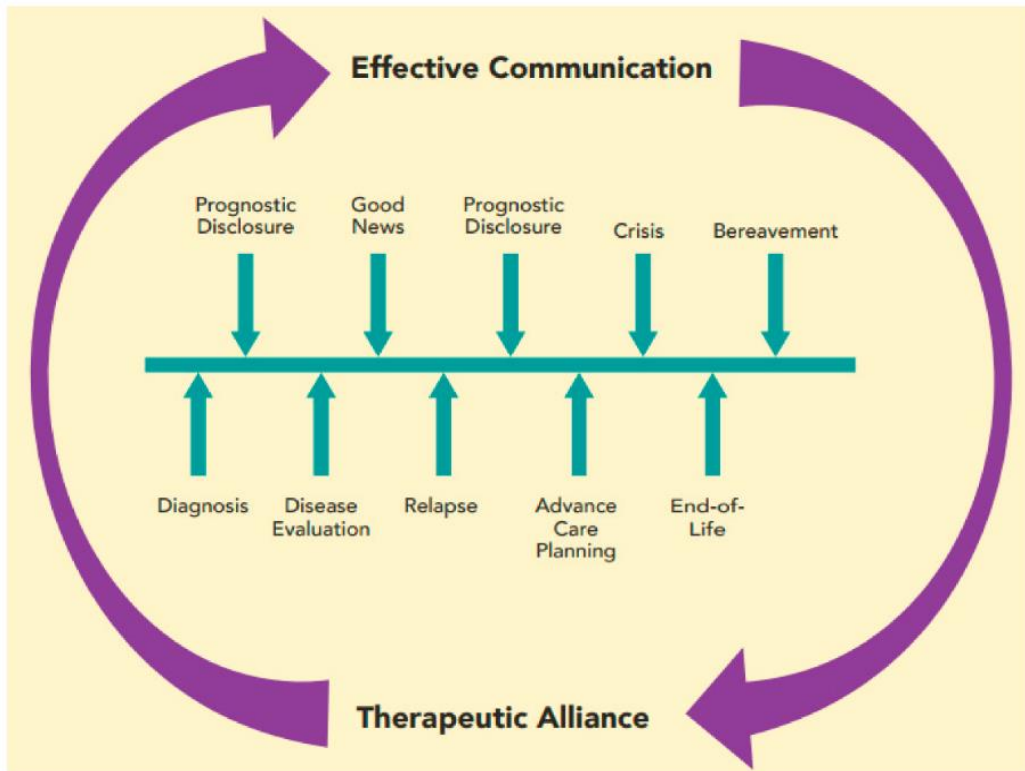 Effective Communication
Prognostic
Disclosure
Good
News
Prognostic
Disclosure
Crisis
Bereavement
Diagnosis
Disease
Evaluation
Relapse
Advance
Care
Planning
End-of-
Life
Therapeutic Alliance